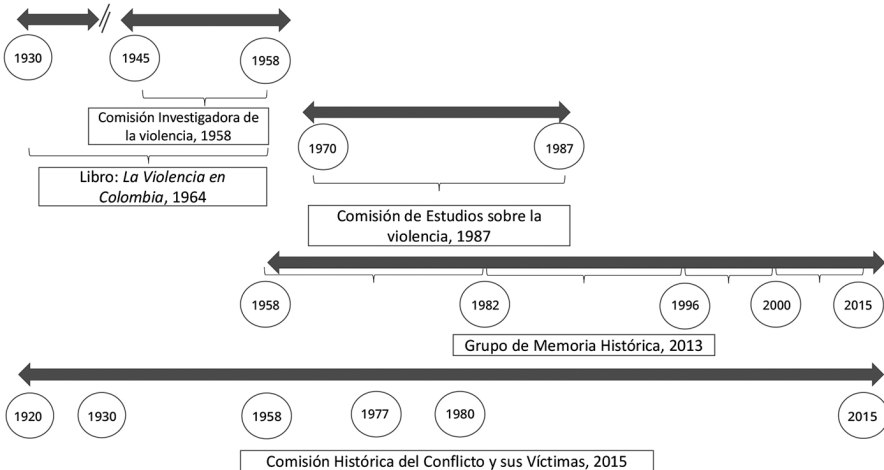 1930
1945
1958
Comisión Investigadora de
la violencia, 1958
Libro: La Violencia en
Colombia, 1964
1970
1987
Comisión de Estudios sobre la
violencia, 1987
1958
1982
1996
2000
2015
Grupo de Memoria Histórica, 2013
1920
1930
1958
1977
1980
2015
Comisión Histórica del Conflicto y sus Víctimas, 2015